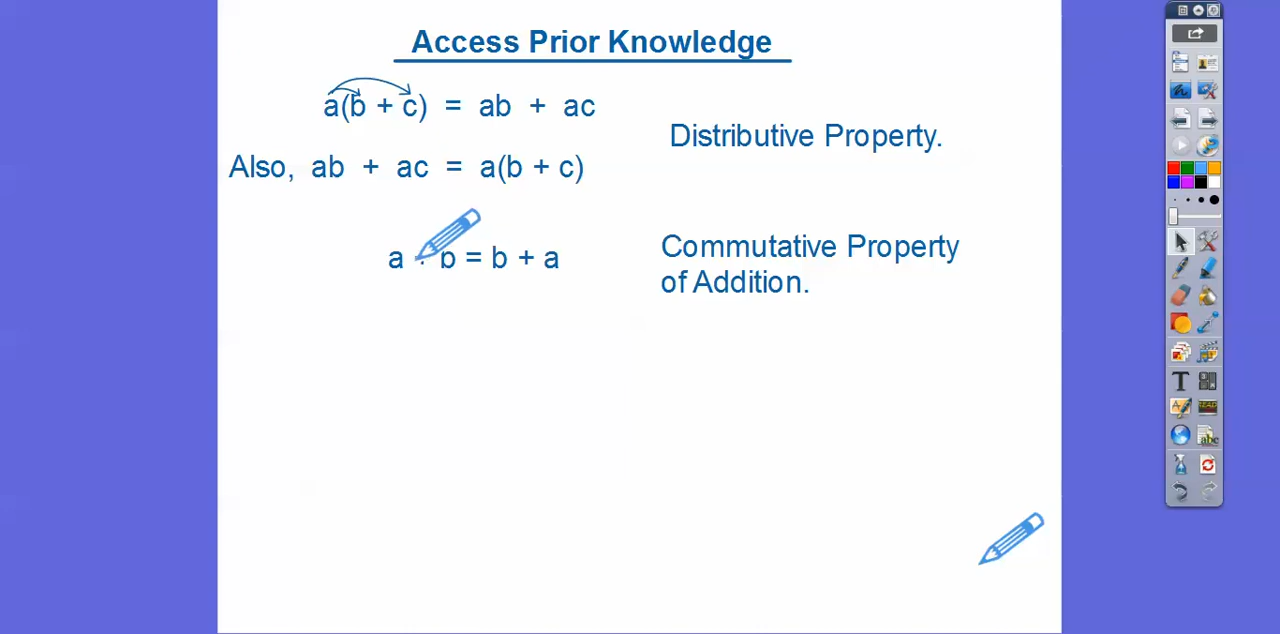 Access Prior Knowledge
a(b + c) = ab + ac
Distributive Property.
Also, ab + ac = a(b + c)
a b = b + a
Commutative Property
of Addition.